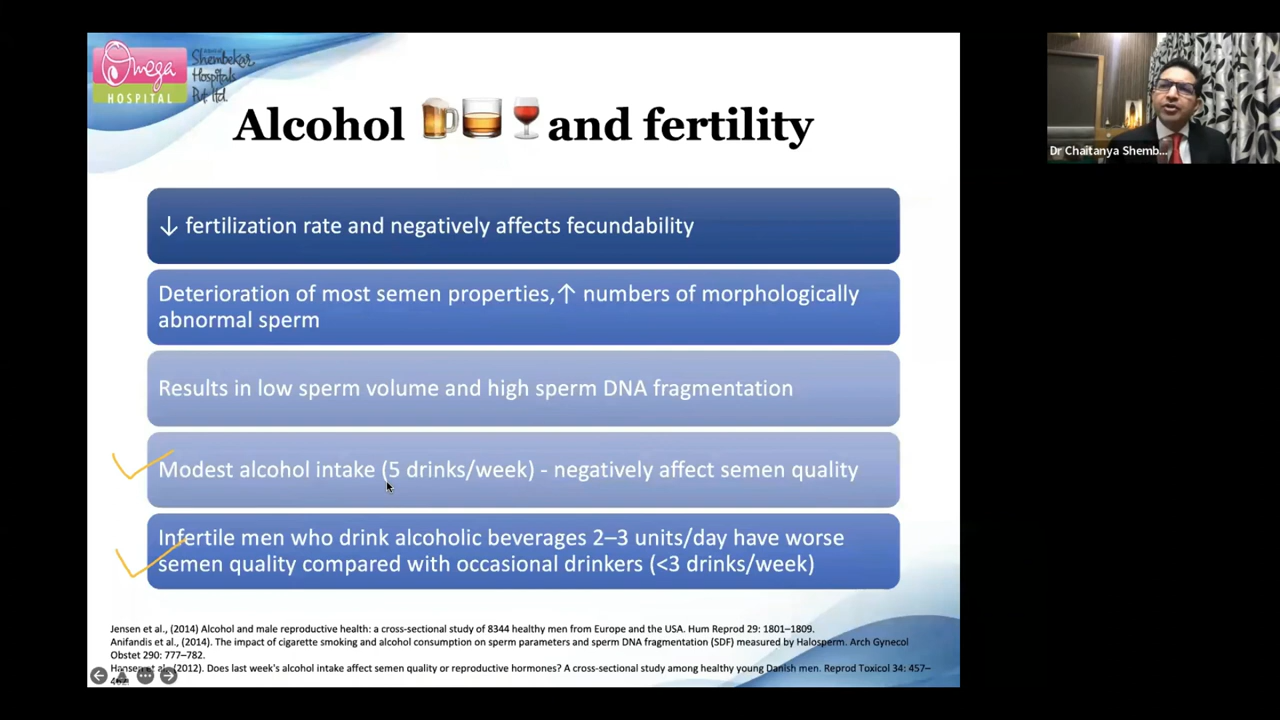 Omega
HOSPITAL
Shembekar
Hospitals
Pvt. ltd.
Alcohol and fertility
↓ fertilization rate and negatively affects fecundability
Deterioration of most semen properties,↑ numbers of morphologically
abnormal sperm
Results in low sperm volume and high sperm DNA fragmentation
Modest alcohol intake (5 drinks/week) - negatively affect semen quality
Infertile men who drink alcoholic beverages 2–3 units/day have worse
semen quality compared with occasional drinkers (<3 drinks/week)
Jensen et al., (2014) Alcohol and male reproductive health: a cross-sectional study of 8344 healthy men from Europe and the USA. Hum Reprod 29: 1801–1809.
Anifandis et al., (2014). The impact of cigarette smoking and alcohol consumption on sperm parameters and sperm DNA fragmentation (SDF) measured by Halosperm. Arch Gynecol
Obstet 290: 777–782.
Hansen et al., (2012). Does last week's alcohol intake affect semen quality or reproductive hormones? A cross-sectional study among healthy young Danish men. Reprod Toxicol 34: 457–
Dr Chaitanya Shemb...